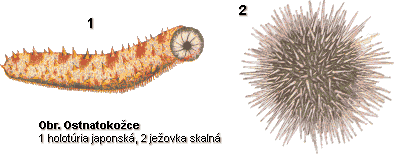 1
2
Obr. Ostnatokožce
1 holotúria japonská, 2 ježovka skalná